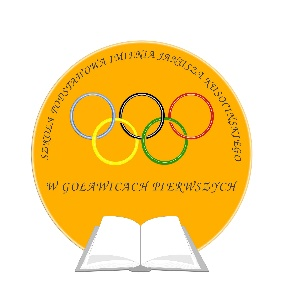 SZKOŁA PODSTAWOWA IMIENIA JANUSZA KUSOCIŃSKIEGO
W GOŁAWICACH PIERWSZYCH